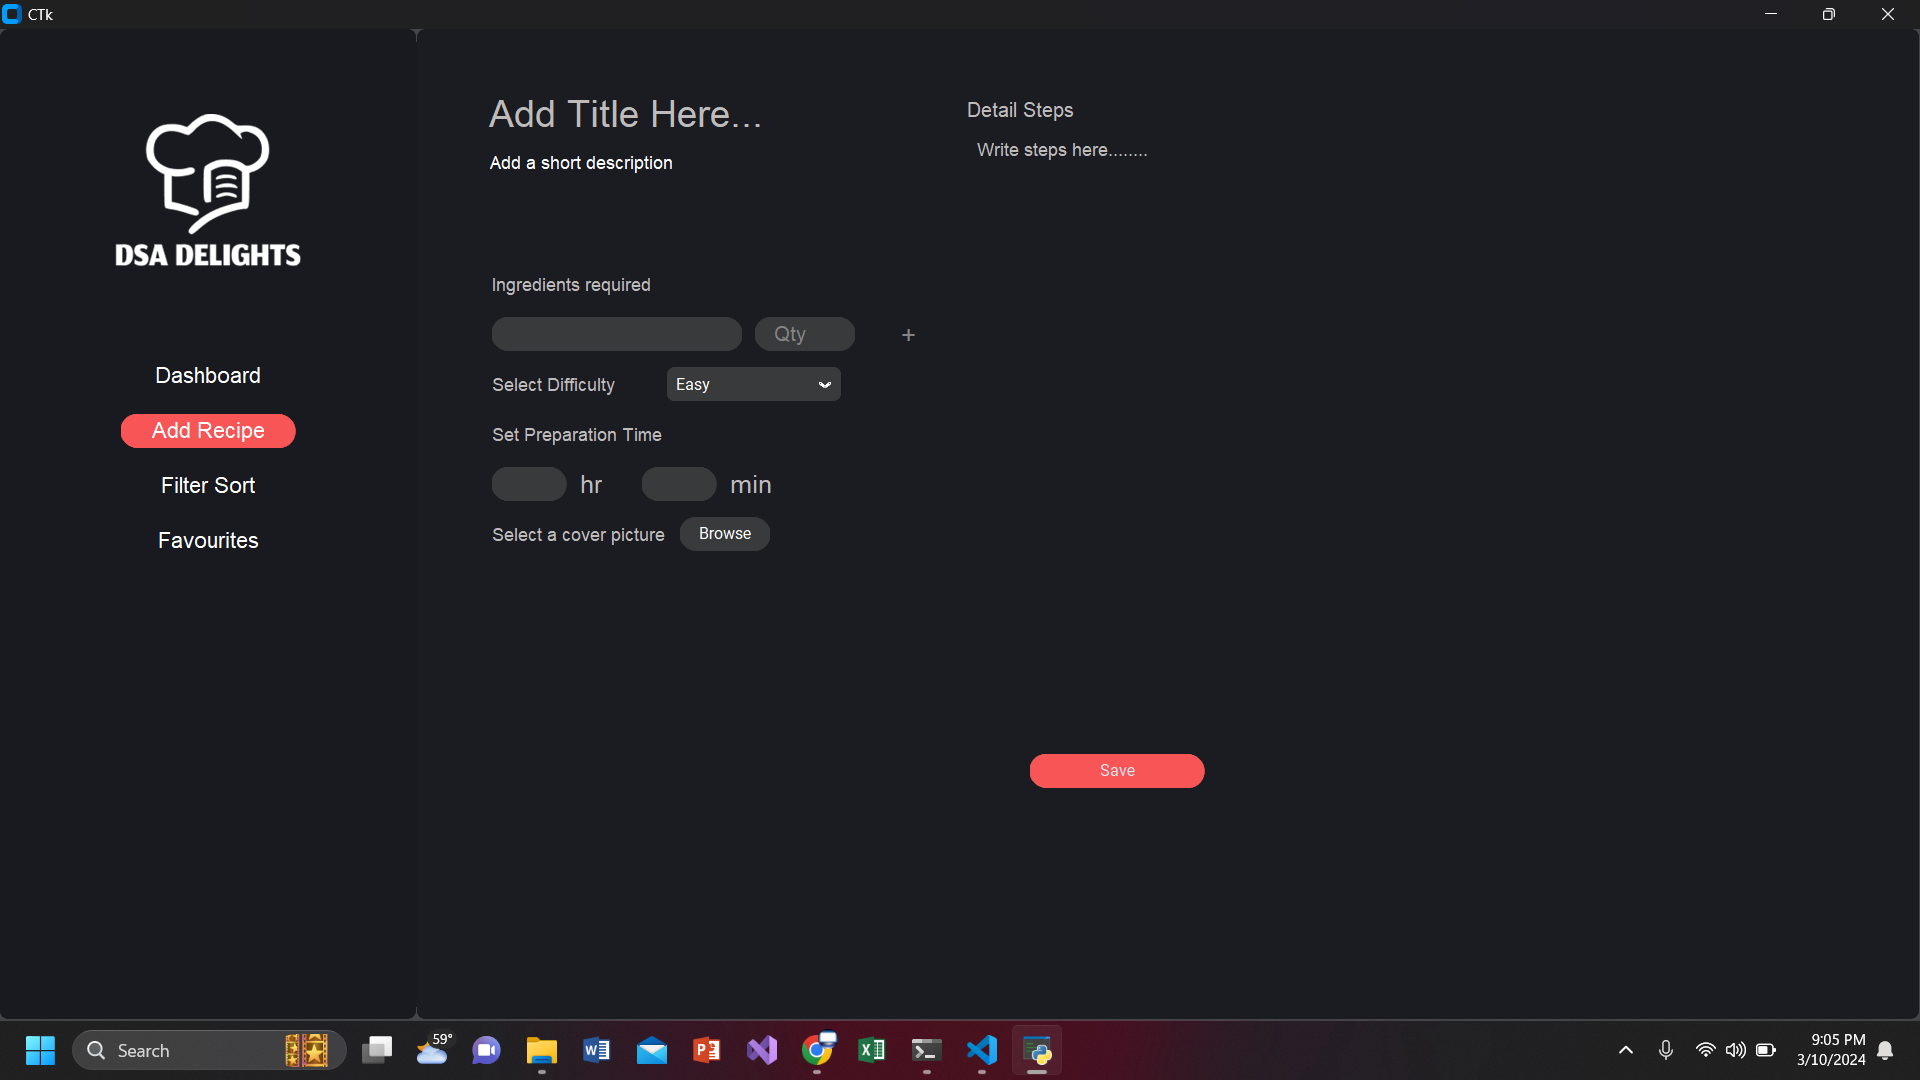 CTk
DSA DELIGHTS
Dashboard
Add Recipe
Filter Sort
Favourites
Add Title Here...
Add a short description
Ingredients required
Qty
+
Select Difficulty
Easy
Set Preparation Time
hr
min
Select a cover picture
Browse
Detail Steps
Write steps here........
Save
Search
59°
9:05 PM
3/10/2024